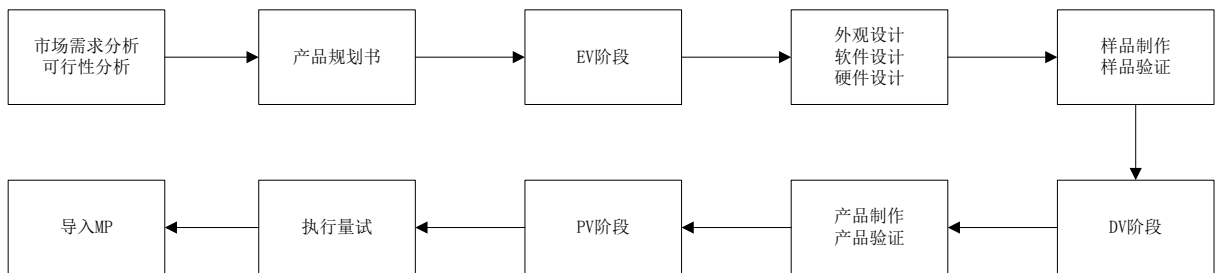 市场需求分析
可行性分析
产品规划书
EV阶段
外观设计
软件设计
硬件设计
样品制作
样品验证
DV阶段
产品制作
产品验证
PV阶段
执行量试
导入MP